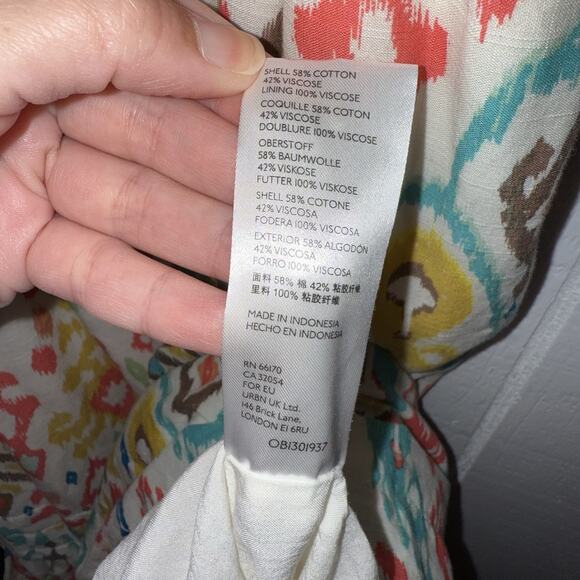 SHELL 58% COTTON
42% VISCOSE
LINING 100% VISCOSE
COQUILLE 58% COTON
42% VISCOSE
DOUBLURE 100% VISCOSE
OBERSTOFF
58% BAUMWOLLE
42% VISKOSE
FUTTER 100% VISKOSE
SHELL 58% COTONE
42% VISCOSA
FODERA 100% VISCOSA
EXTERIOR 58% ALGODÓN
42% VISCOSA
FORRO 100% VISCOSA
面料 58% 棉 42% 粘胶纤维
里料 100% 粘胶纤维
MADE IN INDONESIA
HECHO EN INDONESIA
RN 66170
CA 32054
FOR EU
URBN UK Ltd.
146 Brick Lane,
LONDON E1 6RU
OB1301937